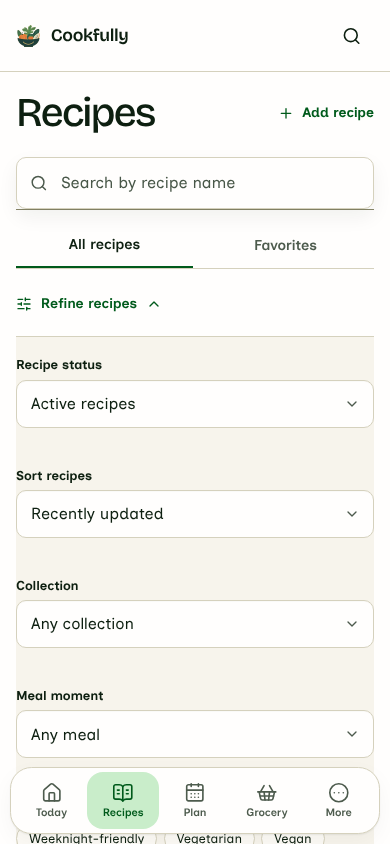 Cookfully
Recipes
Add recipe
Search by recipe name
All recipes
Favorites
Refine recipes
Recipe status
Active recipes
Sort recipes
Recently updated
Collection
Any collection
Meal moment
Any meal
Today
Recipes
Plan
Grocery
More
Weeknight-friendly
Vegetarian
Vegan